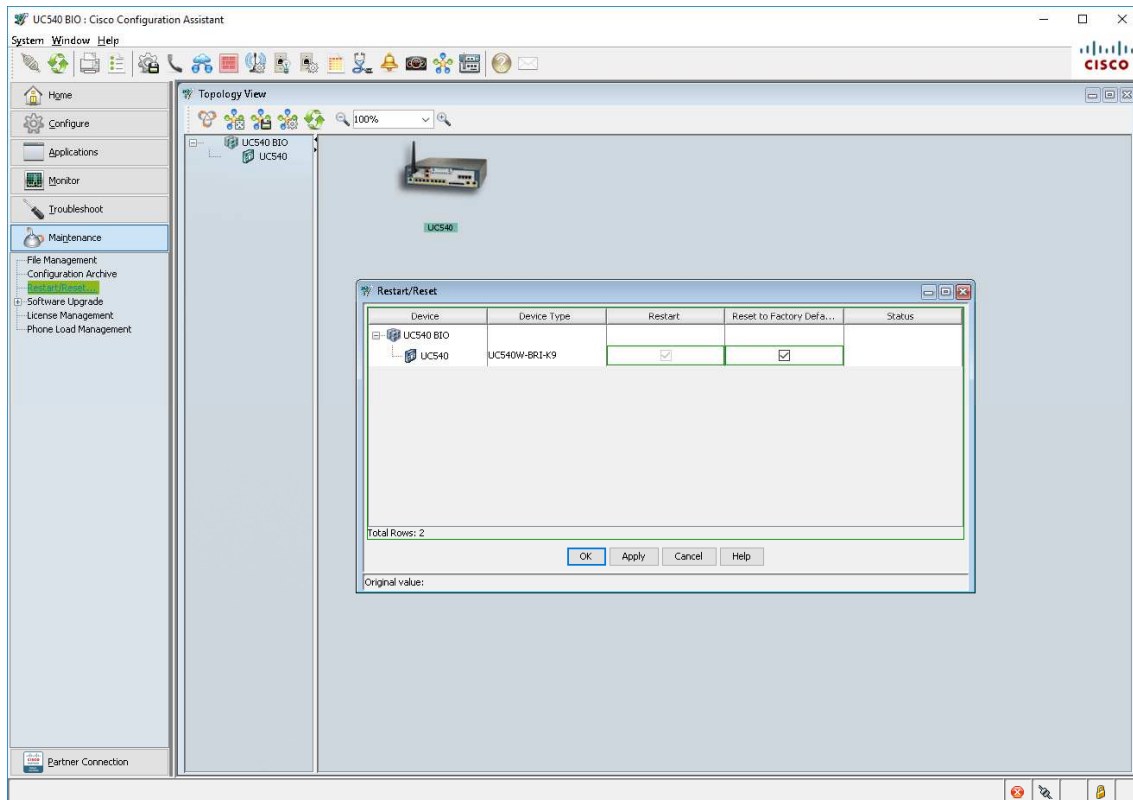 UC540 BIO : Cisco Configuration Assistant
System Window Help
CISCO
Home
Configure
Applications
Monitor
Troubleshoot
Maintenance
File Management
Configuration Archive
Restart/Reset...
Software Upgrade
License Management
Phone Load Management
Partner Connection
Topology View
100%
UC540 BIO
UC540
UC540
Restart/Reset
Device Device Type Restart Reset to Factory Defa... Status
UC540 BIO
UC540 UC540W-BRI-K9
Total Rows: 2
OK Apply Cancel Help
Original value: